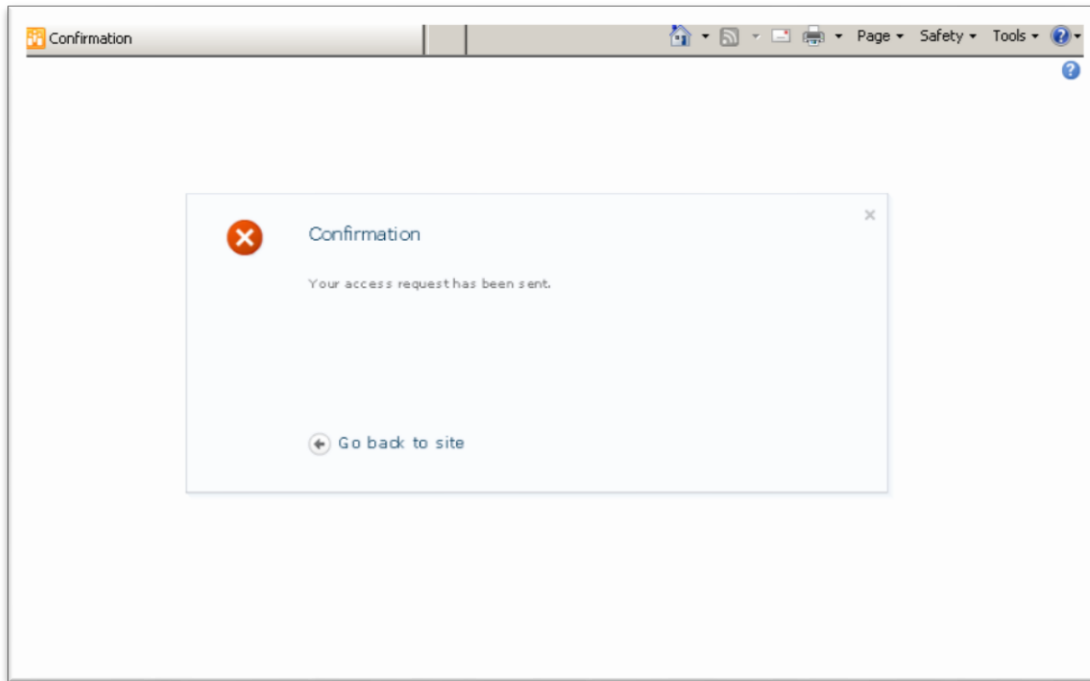 Confirmation
Page Safety Tools
Confirmation
Your access request has been sent.
Go back to site